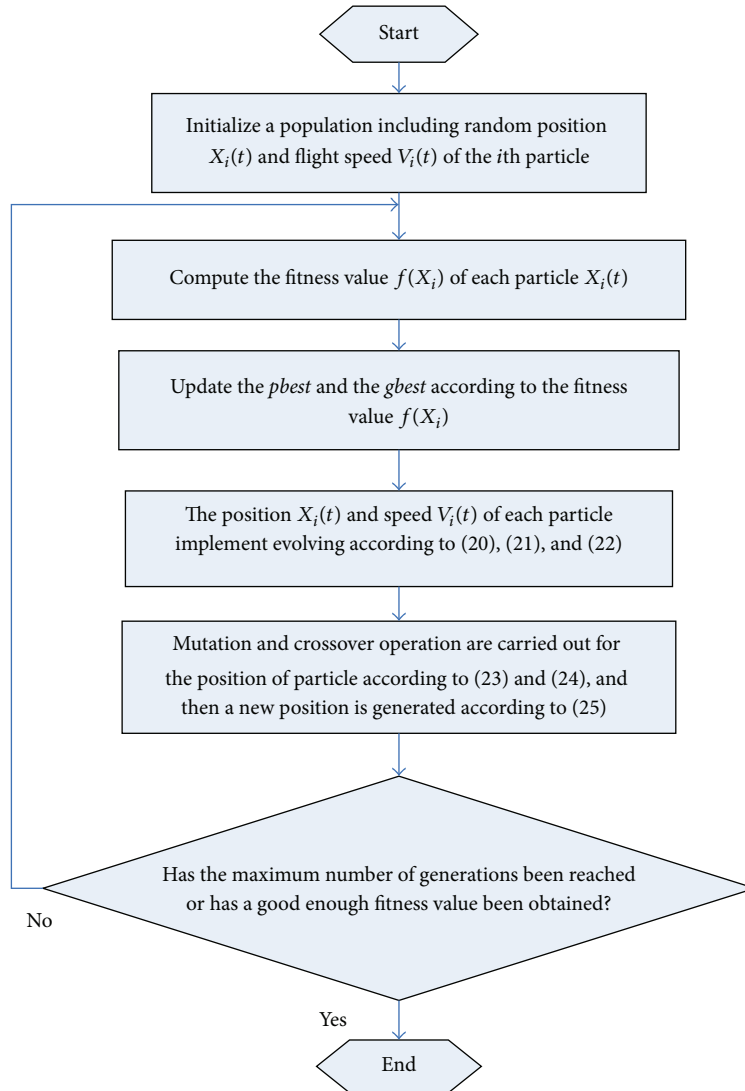 Start
Initialize a population including random position
X_i(t) and flight speed V_i(t) of the ith particle
Compute the fitness value f(X_i) of each particle X_i(t)
Update the pbest and the gbest according to the fitness
value f(X_i)
The position X_i(t) and speed V_i(t) of each particle
implement evolving according to (20), (21), and (22)
Mutation and crossover operation are carried out for
the position of particle according to (23) and (24), and
then a new position is generated according to (25)
Has the maximum number of generations been reached
or has a good enough fitness value been obtained?
No
Yes
End